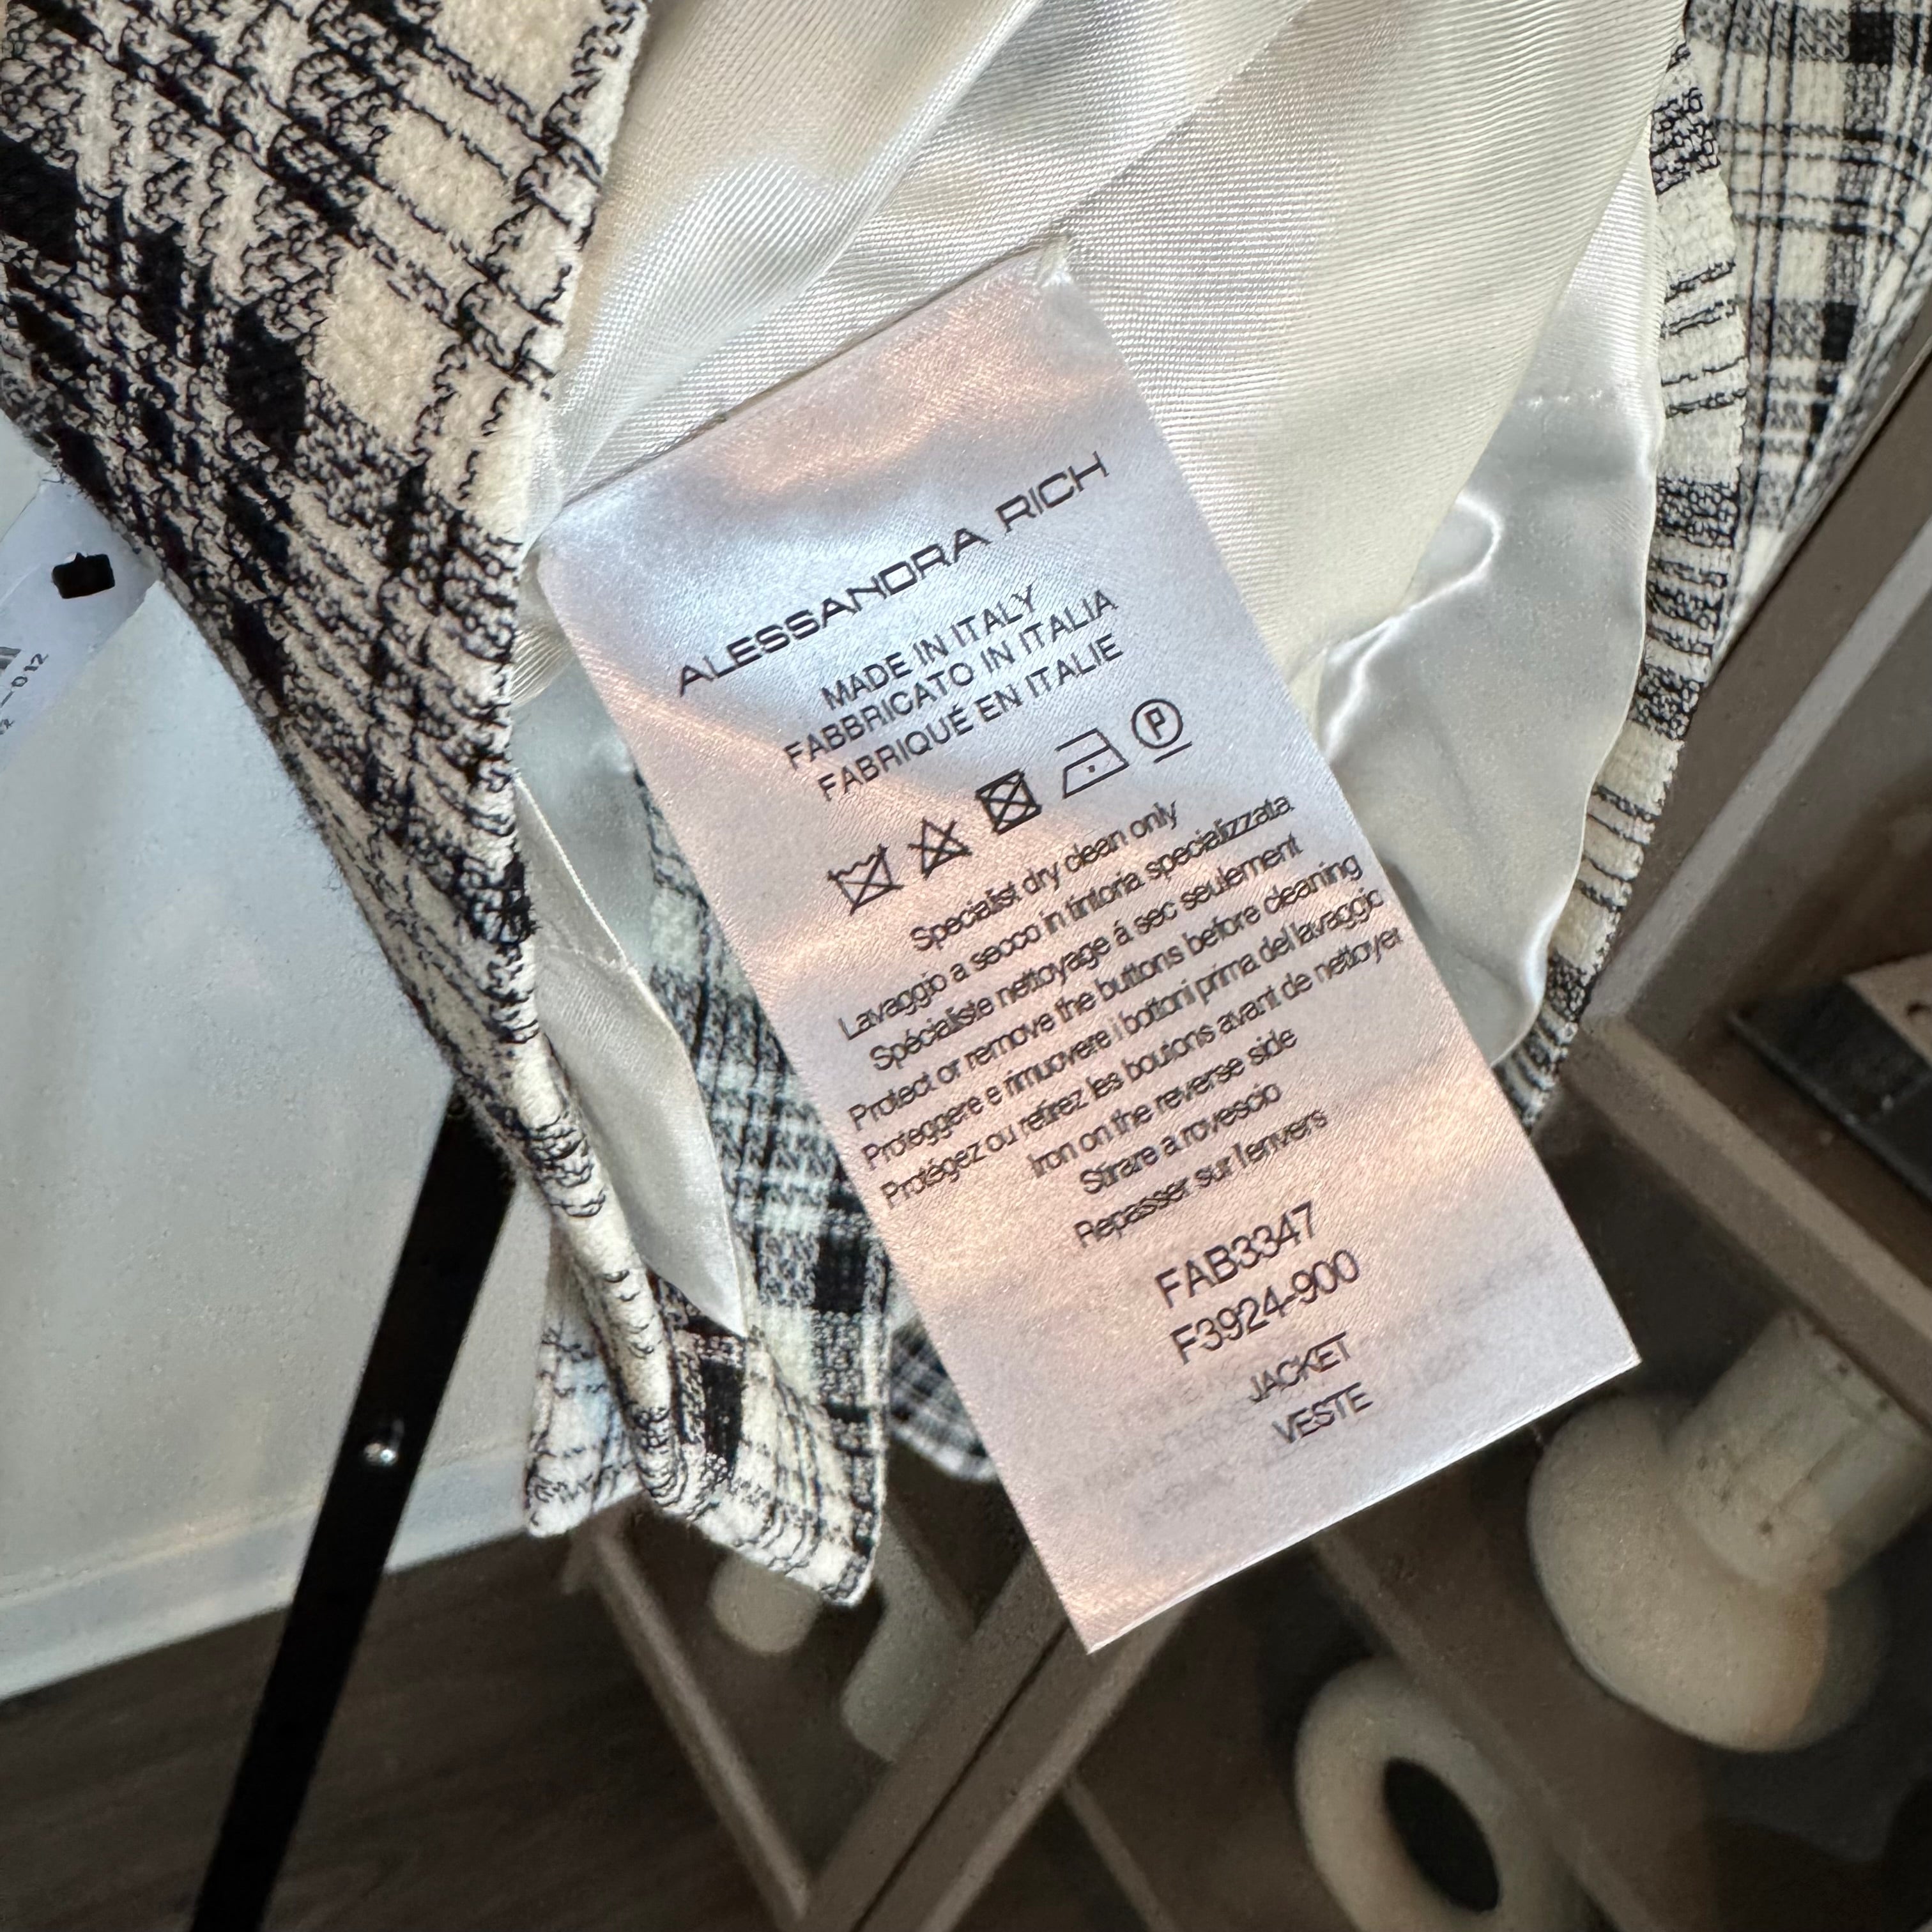 ALESSANDRA RICH
MADE IN ITALY
FABBRICATO IN ITALIA
FABRIQUÉ EN ITALIE
P
Specialist dry clean only
Lavaggio a secco in tintoria specializzata
Spécialiste nettoyage á sec seulement
Protect or remove the buttons before cleaning
Proteggere e rimuovere i bottoni prima del lavaggio
Protégez ou retirez les boutons avant de nettoyer
Iron on the reverse side
Stirare a rovescio
Repasser sur l'envers
FAB3347
F3924-900
JACKET
VESTE
-012